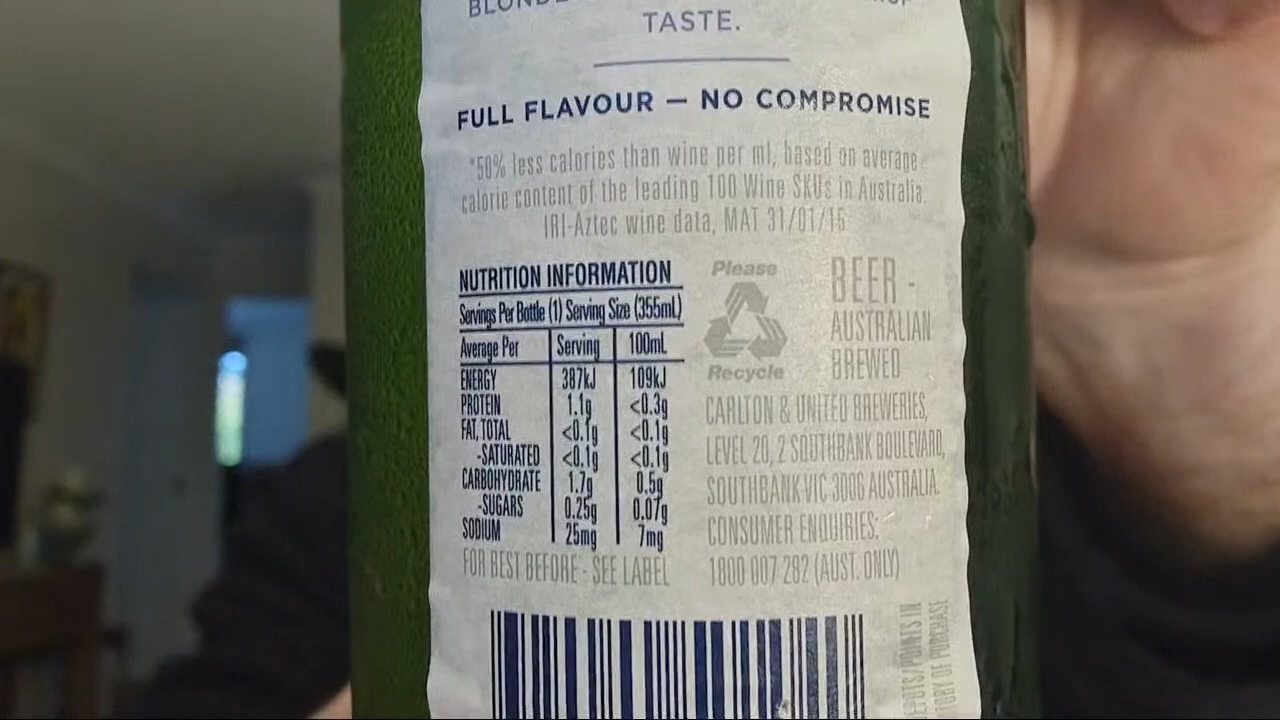 BLONDE
TASTE.
FULL FLAVOUR — NO COMPROMISE
*50% less calories than wine per ml, based on average
calorie content of the leading 100 Wine SKUs in Australia.
IRI-Aztec wine data, MAT 31/01/15
NUTRITION INFORMATION
Servings Per Bottle (1) Serving Size (355mL)
Average Per Serving 100mL
ENERGY 387kJ 109kJ
PROTEIN 1.1g <0.3g
FAT, TOTAL <0.1g <0.1g
-SATURATED <0.1g <0.1g
CARBOHYDRATE 1.7g 0.5g
-SUGARS 0.25g 0.07g
SODIUM 25mg 7mg
FOR BEST BEFORE - SEE LABEL
Please
Recycle
BEER -
AUSTRALIAN
BREWED
CARLTON & UNITED BREWERIES,
LEVEL 20, 2 SOUTHBANK BOULEVARD,
SOUTHBANK VIC 3006 AUSTRALIA.
CONSUMER ENQUIRIES:
1800 007 282 (AUST. ONLY)
POINTS IN
OF PURCHASE